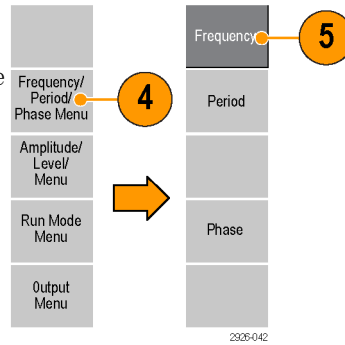 e
Frequency/
Period/
Phase Menu
4
Amplitude/
Level/
Menu
Run Mode
Menu
Output
Menu
Frequency
5
Period
Phase
2926-042